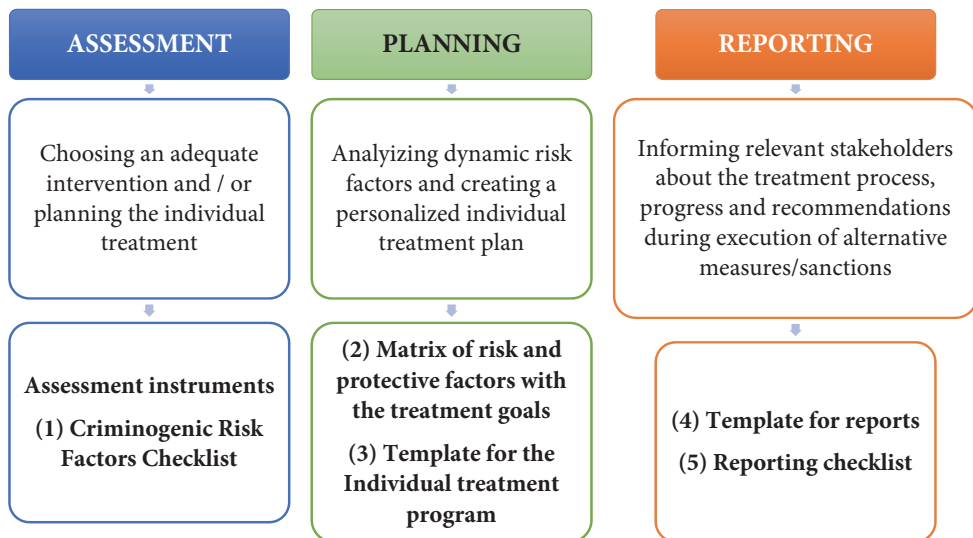 ASSESSMENT
Choosing an adequate
intervention and / or
planning the individual
treatment
Assessment instruments
(1) Criminogenic Risk
Factors Checklist
PLANNING
Analyizing dynamic risk
factors and creating a
personalized individual
treatment plan
(2) Matrix of risk and
protective factors with
the treatment goals
(3) Template for the
Individual treatment
program
REPORTING
Informing relevant stakeholders
about the treatment process,
progress and recommendations
during execution of alternative
measures/sanctions
(4) Template for reports
(5) Reporting checklist